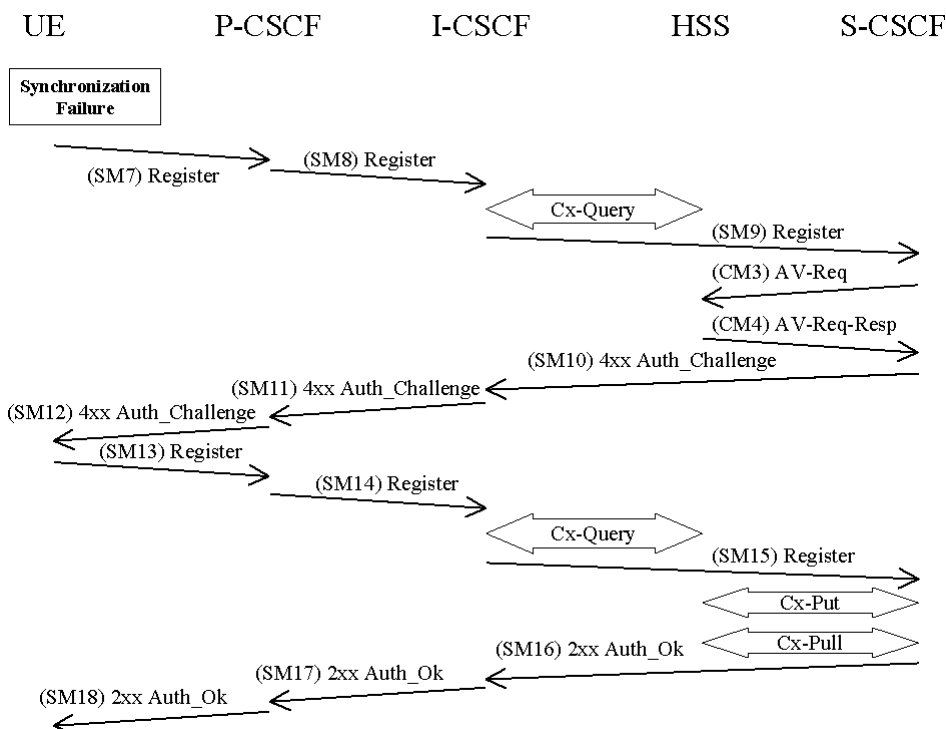 UE P-CSCF I-CSCF HSS S-CSCF
Synchronization
Failure
(SM7) Register
(SM8) Register
Cx-Query
(SM9) Register
(CM3) AV-Req
(CM4) AV-Req-Resp
(SM10) 4xx Auth_Challenge
(SM11) 4xx Auth_Challenge
(SM12) 4xx Auth_Challenge
(SM13) Register
(SM14) Register
Cx-Query
(SM15) Register
Cx-Put
Cx-Pull
(SM16) 2xx Auth_Ok
(SM17) 2xx Auth_Ok
(SM18) 2xx Auth_Ok